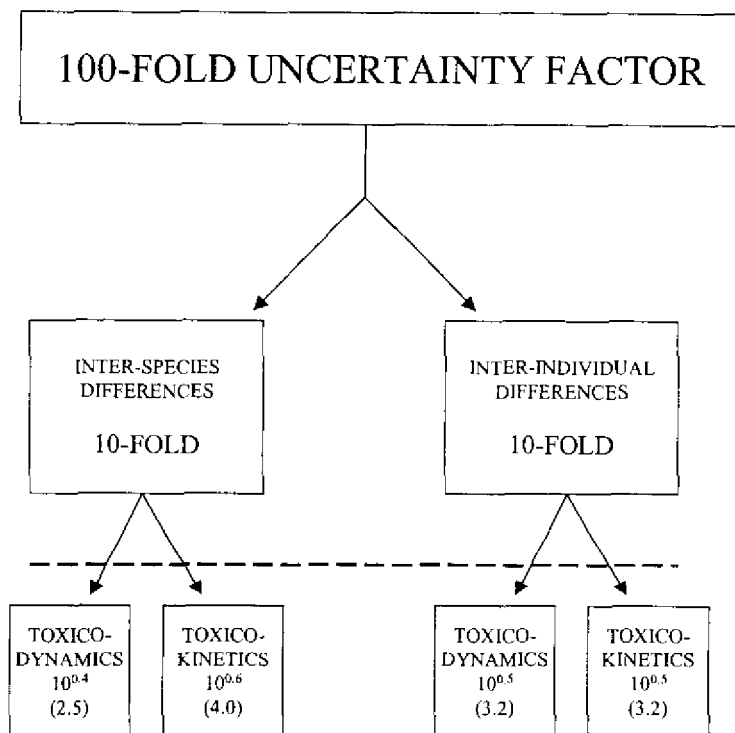 100-FOLD UNCERTAINTY FACTOR
INTER-SPECIES
DIFFERENCES
10-FOLD
INTER-INDIVIDUAL
DIFFERENCES
10-FOLD
TOXICO-
DYNAMICS
10^0.4
(2.5)
TOXICO-
KINETICS
10^0.6
(4.0)
TOXICO-
DYNAMICS
10^0.5
(3.2)
TOXICO-
KINETICS
10^0.5
(3.2)